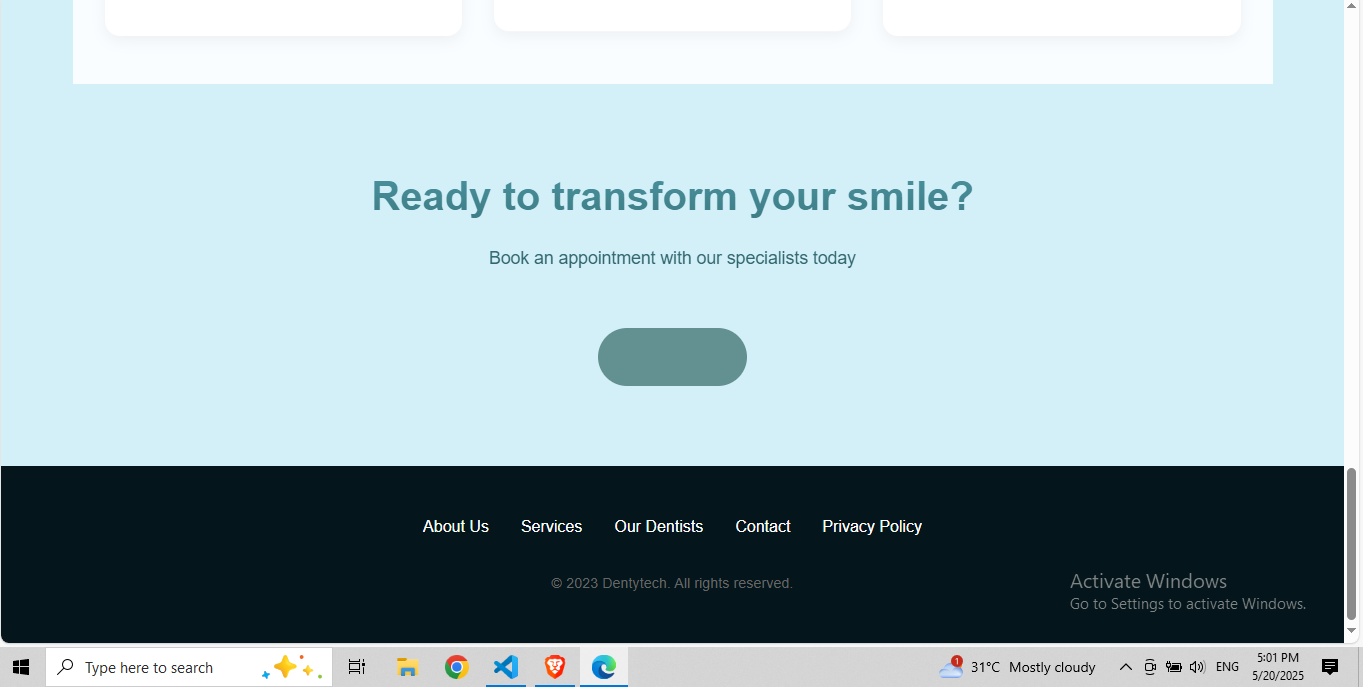 Ready to transform your smile?
Book an appointment with our specialists today
About Us Services Our Dentists Contact Privacy Policy
© 2023 Dentytech. All rights reserved.
Activate Windows
Go to Settings to activate Windows.
Type here to search
1
31°C Mostly cloudy
ENG
5:01 PM
5/20/2025